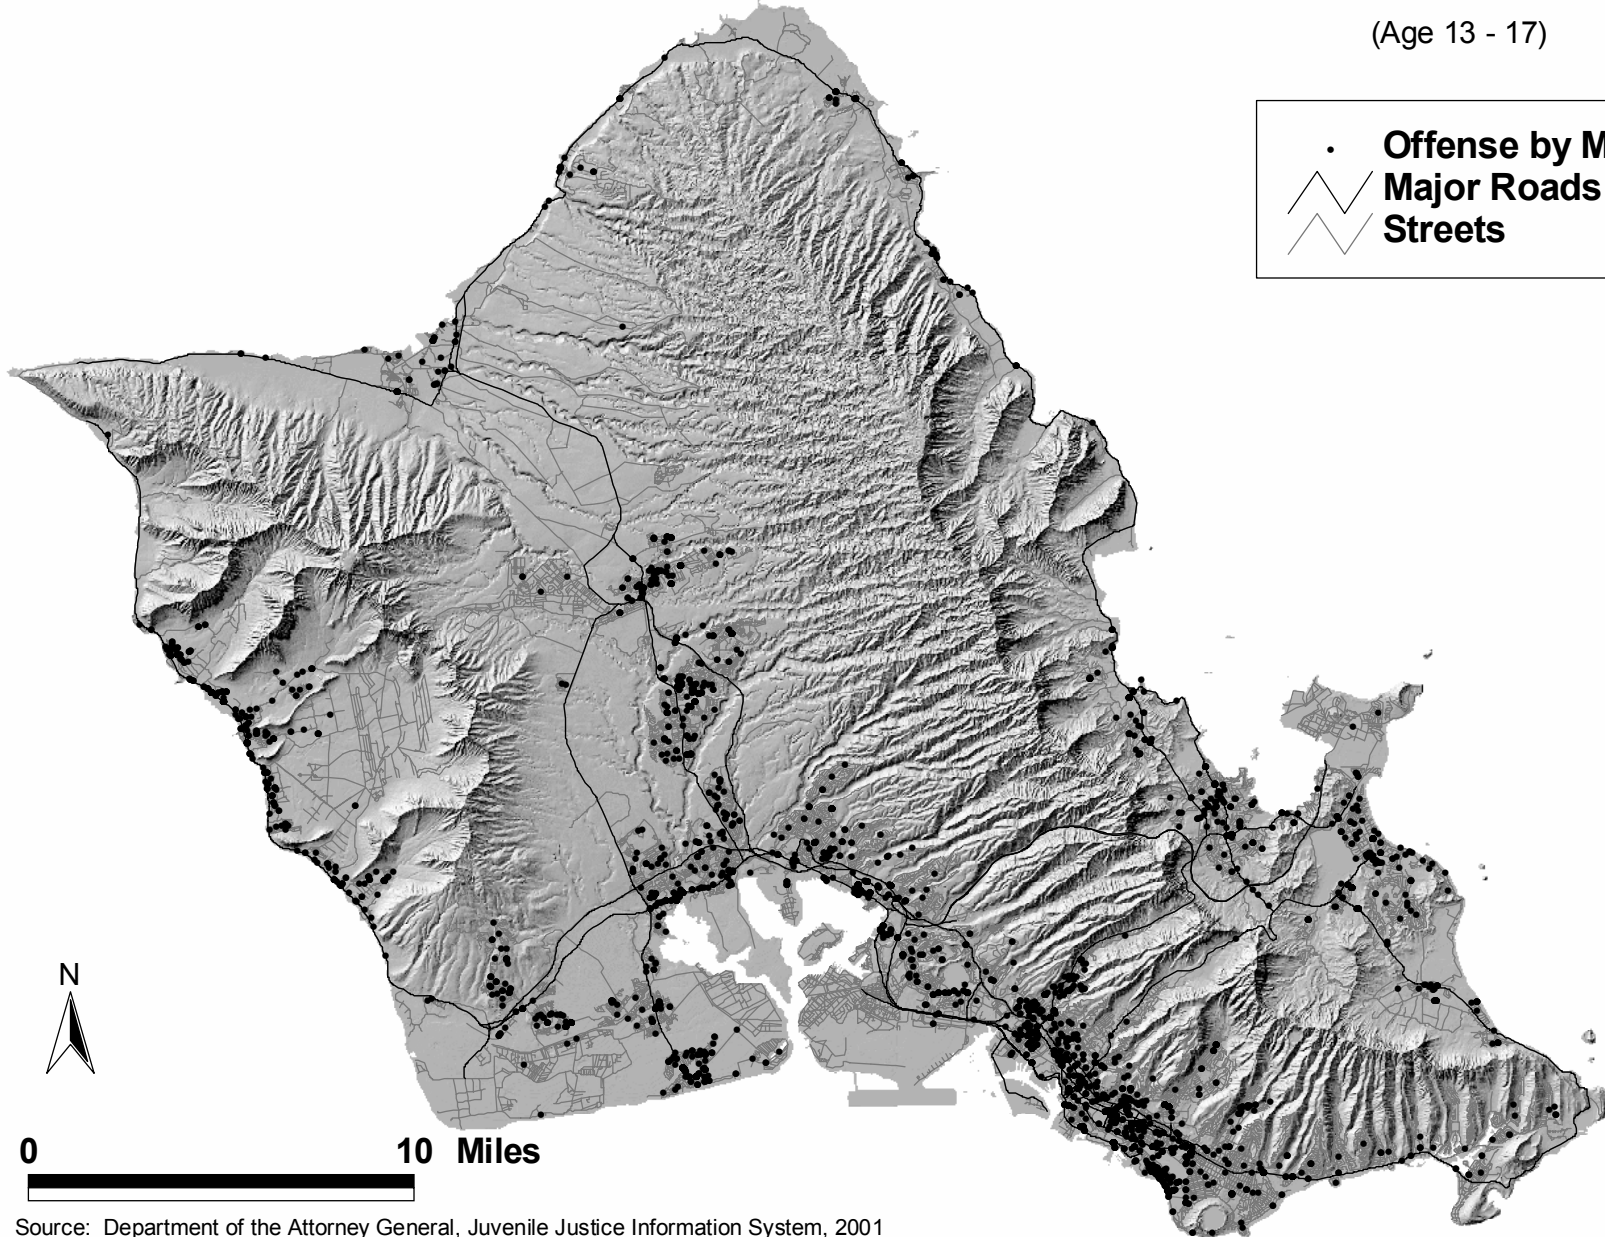 (Age 13 - 17)
Offense by M
Major Roads
Streets
N
0 10 Miles
Source: Department of the Attorney General, Juvenile Justice Information System, 2001